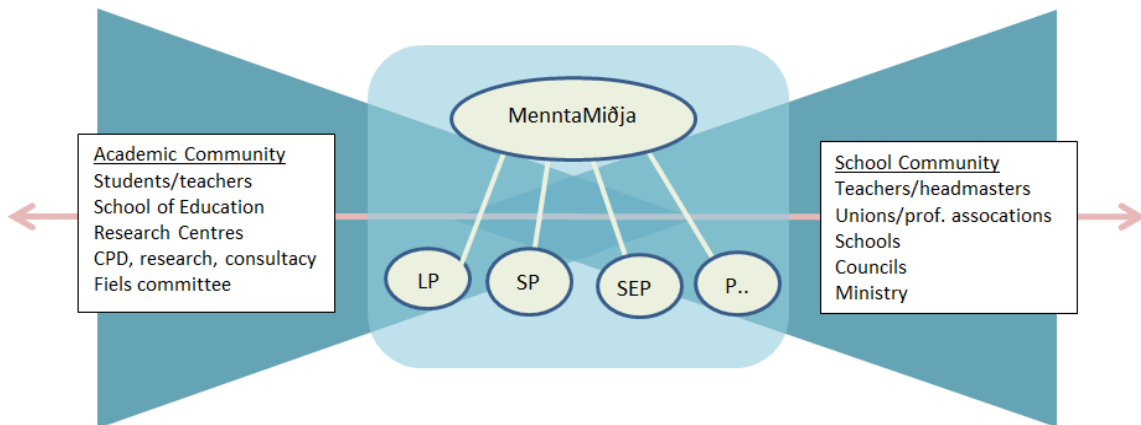 MenntaMiðja
Academic Community
Students/teachers
School of Education
Research Centres
CPD, research, consultacy
Fiels committee
School Community
Teachers/headmasters
Unions/prof. assocations
Schools
Councils
Ministry
LP
SP
SEP
P..